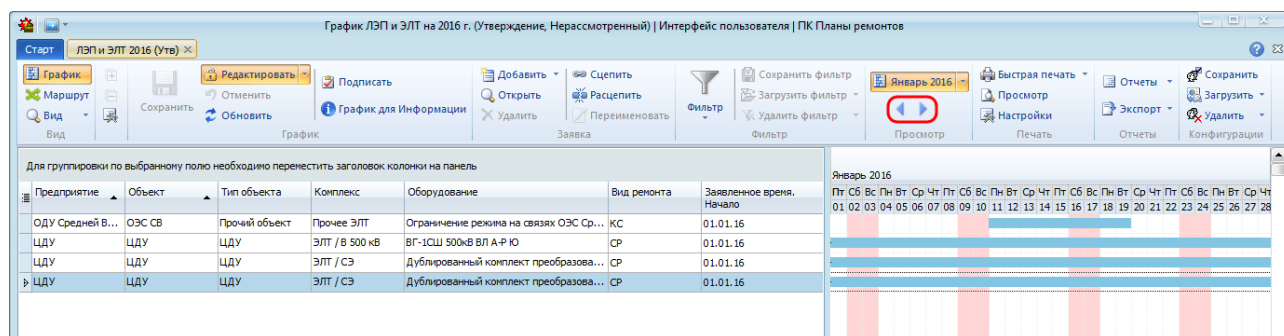 График ЛЭП и ЭЛТ на 2016 г. (Утверждение, Нерассмотренный) | Интерфейс пользователя | ПК Планы ремонтов
Старт ЛЭП и ЭЛТ 2016 (Утв)
График Редактировать Подписать Добавить Сцепить Сохранить фильтр Январь 2016 Быстрая печать Отчеты Сохранить
Маршрут Сохранить Отменить График для Информации Открыть Расцепить Фильтр Загрузить фильтр Просмотр Экспорт Загрузить
Вид Обновить Удалить Переименовать Удалить фильтр Настройки Удалить
Вид График Заявка Фильтр Просмотр Печать Отчеты Конфигурации
Для группировки по выбранному полю необходимо переместить заголовок колонки на панель
Январь 2016
Предприятие Объект Тип объекта Комплекс Оборудование Вид ремонта Заявленное время. Начало
Пт Сб Вс Пн Вт Ср Чт Пт Сб Вс Пн Вт Ср Чт Пт Сб Вс Пн Вт Ср Чт Пт Сб Вс Пн Вт Ср Чт
01 02 03 04 05 06 07 08 09 10 11 12 13 14 15 16 17 18 19 20 21 22 23 24 25 26 27 28
ОДУ Средней В... ОЭС СВ Прочий объект Прочее ЭЛТ Ограничение режима на связях ОЭС Ср... КС 01.01.16
ЦДУ ЦДУ ЦДУ ЭЛТ / В 500 кВ ВГ-1СШ 500кВ ВЛ А-Р Ю СР 01.01.16
ЦДУ ЦДУ ЦДУ ЭЛТ / СЭ Дублированный комплект преобразова... СР 01.01.16
ЦДУ ЦДУ ЦДУ ЭЛТ / СЭ Дублированный комплект преобразова... СР 01.01.16